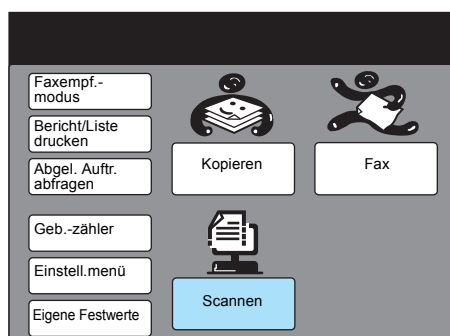 Faxempf.-
modus
Bericht/Liste
drucken
Abgel. Auftr.
abfragen
Geb.-zähler
Einstell.menü
Eigene Festwerte
Kopieren
Fax
Scannen